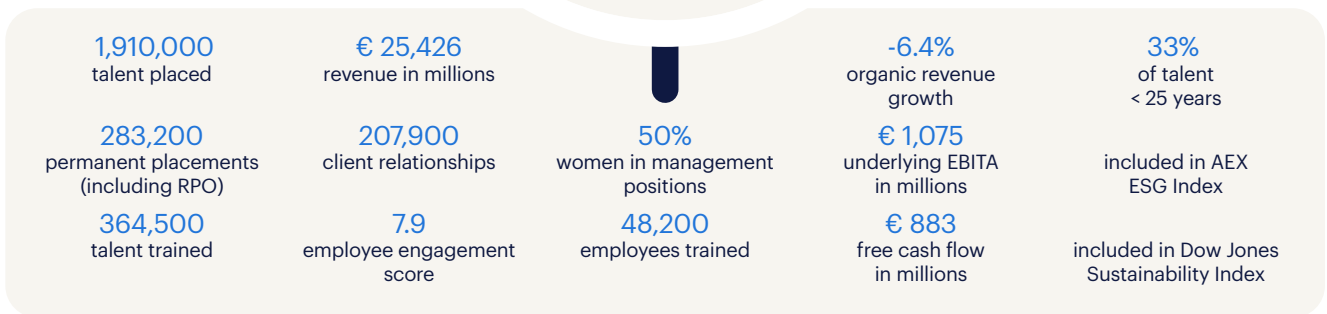 1,910,000
talent placed
€ 25,426
revenue in millions
-6.4%
organic revenue
growth
33%
of talent
< 25 years
283,200
permanent placements
(including RPO)
207,900
client relationships
50%
women in management
positions
€ 1,075
underlying EBITA
in millions
included in AEX
ESG Index
364,500
talent trained
7.9
employee engagement
score
48,200
employees trained
€ 883
free cash flow
in millions
included in Dow Jones
Sustainability Index